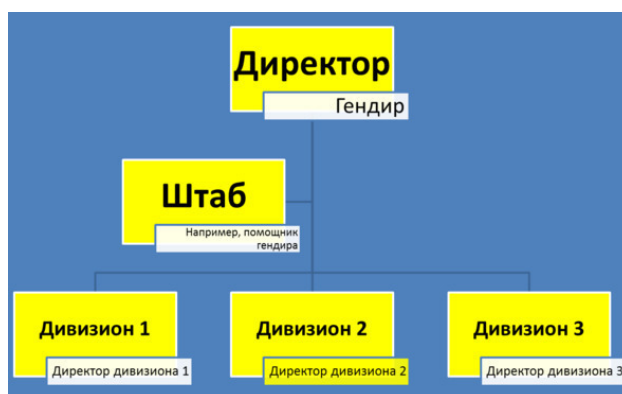 Директор
Гендир
Штаб
Например, помощник
гендира
Дивизион 1
Дивизион 2
Дивизион 3
Директор дивизиона 1
Директор дивизиона 2
Директор дивизиона 3